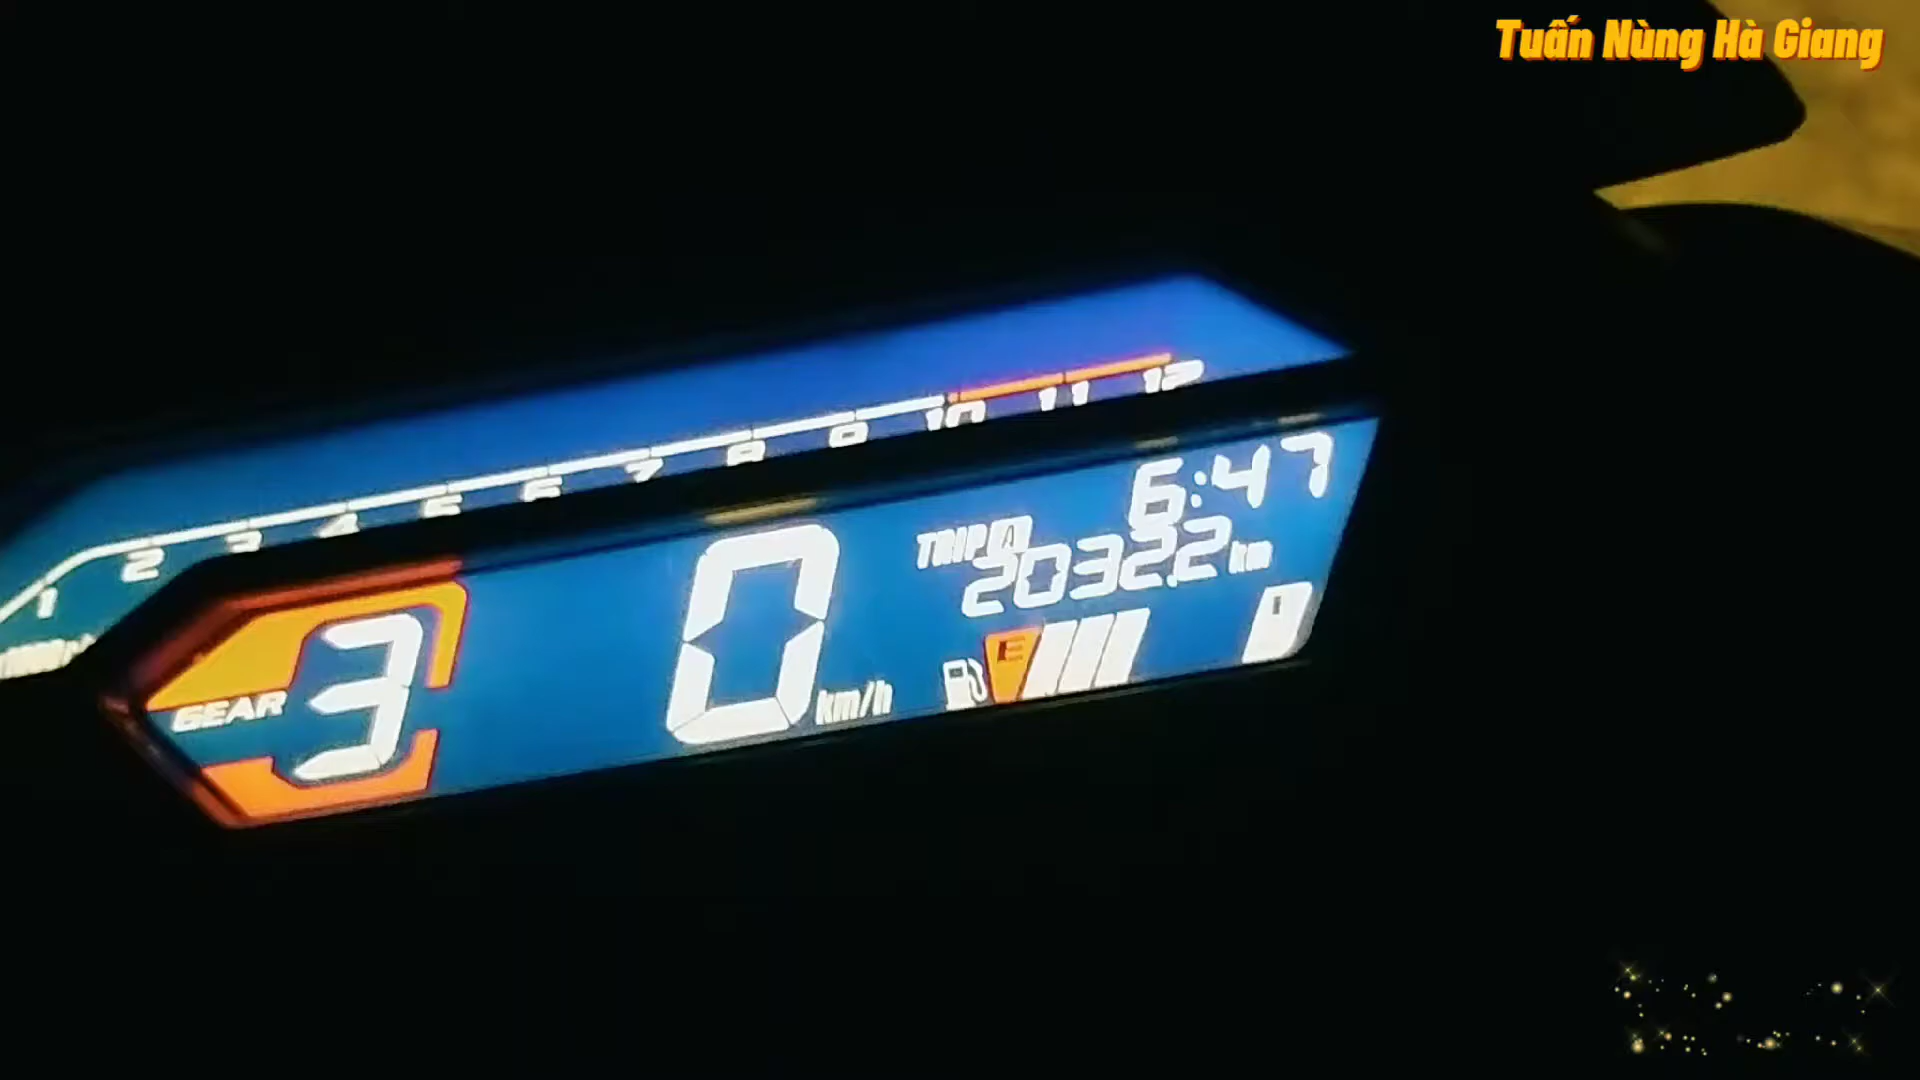 Tuấn Nùng Hà Giang
1 2 3 4 5 6 7 8 9 10 11 12
6:47
TRIP A
2032.2 km
GEAR 3
0 km/h
E